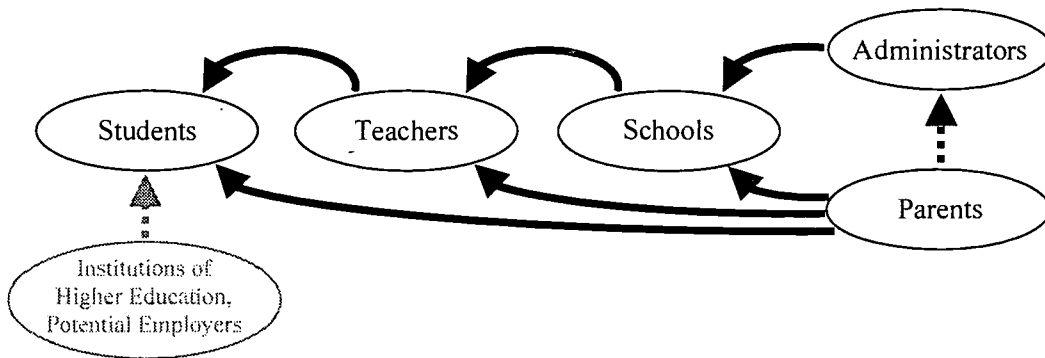 Administrators
Students
Teachers
Schools
Parents
Institutions of
Higher Education,
Potential Employers